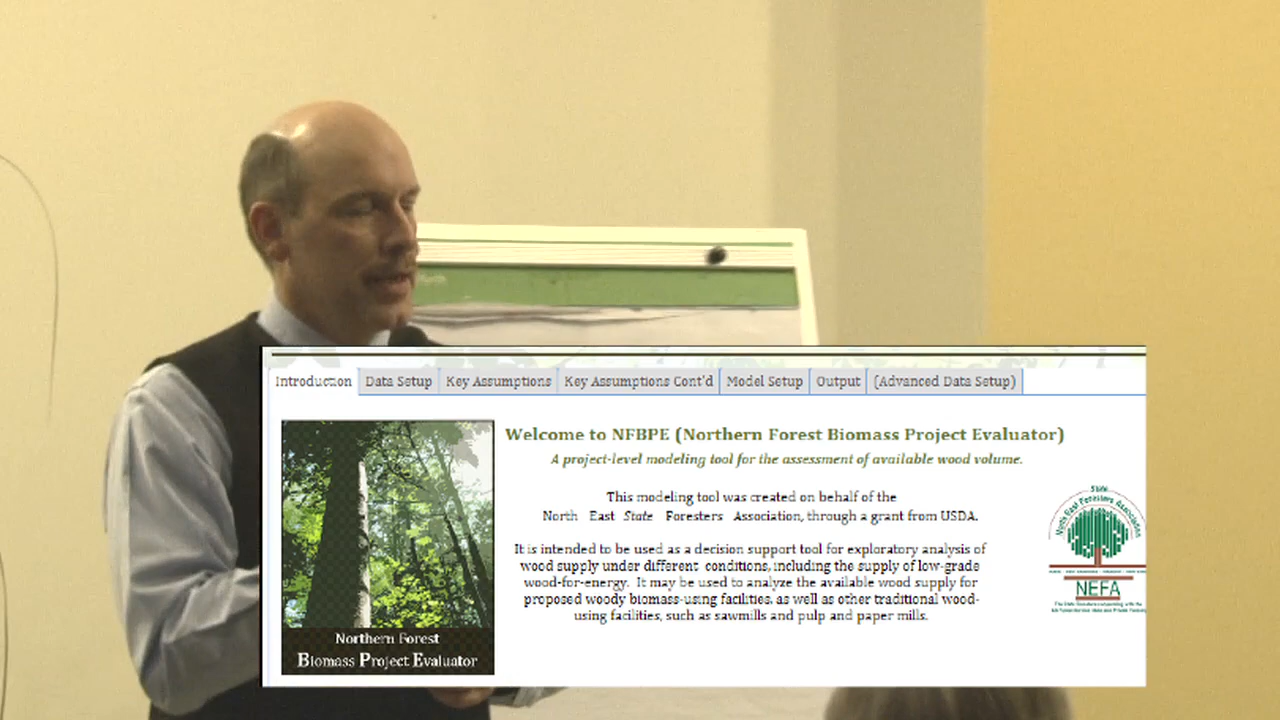 Introduction
Data Setup
Key Assumptions
Key Assumptions Cont'd
Model Setup
Output
(Advanced Data Setup)
Welcome to NFBPE (Northern Forest Biomass Project Evaluator)
A project-level modeling tool for the assessment of available wood volume.
This modeling tool was created on behalf of the
North East State Foresters Association, through a grant from USDA.
It is intended to be used as a decision support tool for exploratory analysis of
wood supply under different conditions, including the supply of low-grade
wood-for-energy. It may be used to analyze the available wood supply for
proposed woody biomass-using facilities, as well as other traditional wood-
using facilities, such as sawmills and pulp and paper mills.
Northern Forest
Biomass Project Evaluator
North East State Foresters Association
NEFA